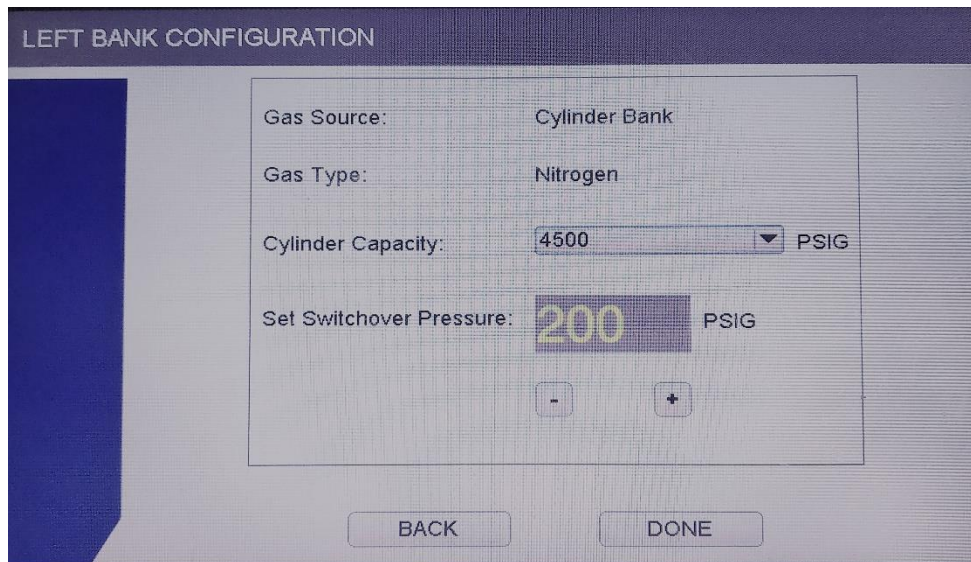 LEFT BANK CONFIGURATION
Gas Source: Cylinder Bank
Gas Type: Nitrogen
Cylinder Capacity: 4500 PSIG
Set Switchover Pressure: 200 PSIG
- +
BACK DONE